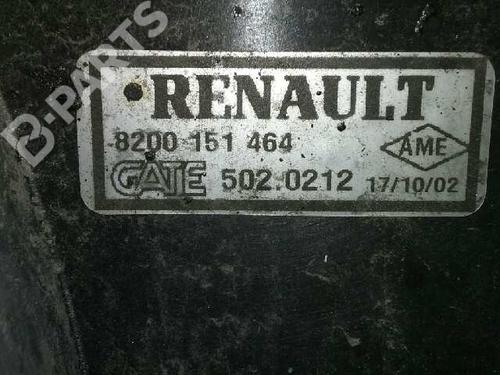 B-PARTS
RENAULT
8200 151 464
AME
GATE 502.0212 17/10/02